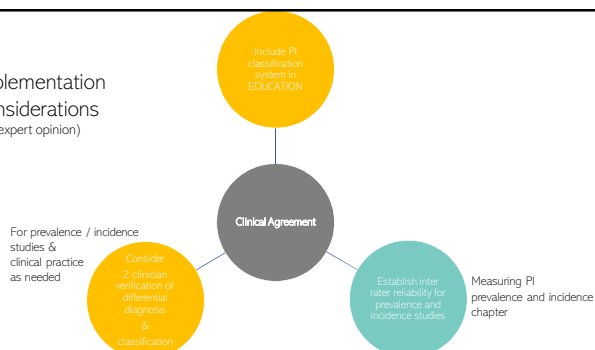 Include PI
classification
system in
EDUCATION
plementation
nsiderations
expert opinion)
Clinical Agreement
For prevalence / incidence
studies &
clinical practice
as needed
Consider
2 clinician
verification of
differential
diagnosis
&
classification
Establish inter
rater reliability for
prevalence and
incidence studies
Measuring PI
prevalence and incidence
chapter